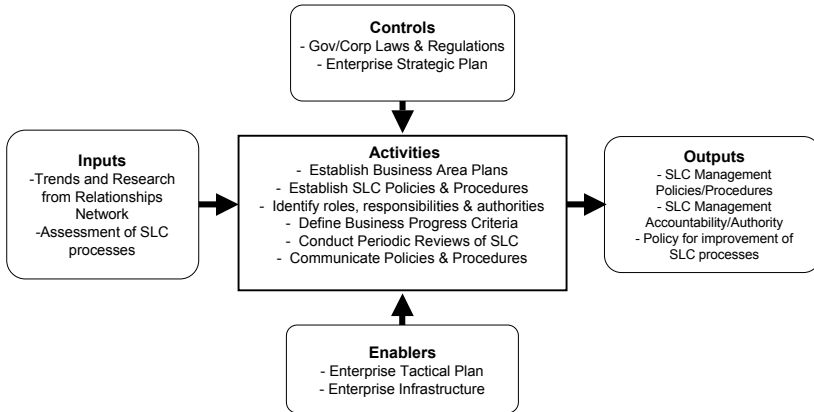 Controls
- Gov/Corp Laws & Regulations
- Enterprise Strategic Plan
Inputs
-Trends and Research
from Relationships
Network
-Assessment of SLC
processes
Activities
- Establish Business Area Plans
- Establish SLC Policies & Procedures
- Identify roles, responsibilities & authorities
- Define Business Progress Criteria
- Conduct Periodic Reviews of SLC
- Communicate Policies & Procedures
Outputs
- SLC Management
Policies/Procedures
- SLC Management
Accountability/Authority
- Policy for improvement of
SLC processes
Enablers
- Enterprise Tactical Plan
- Enterprise Infrastructure